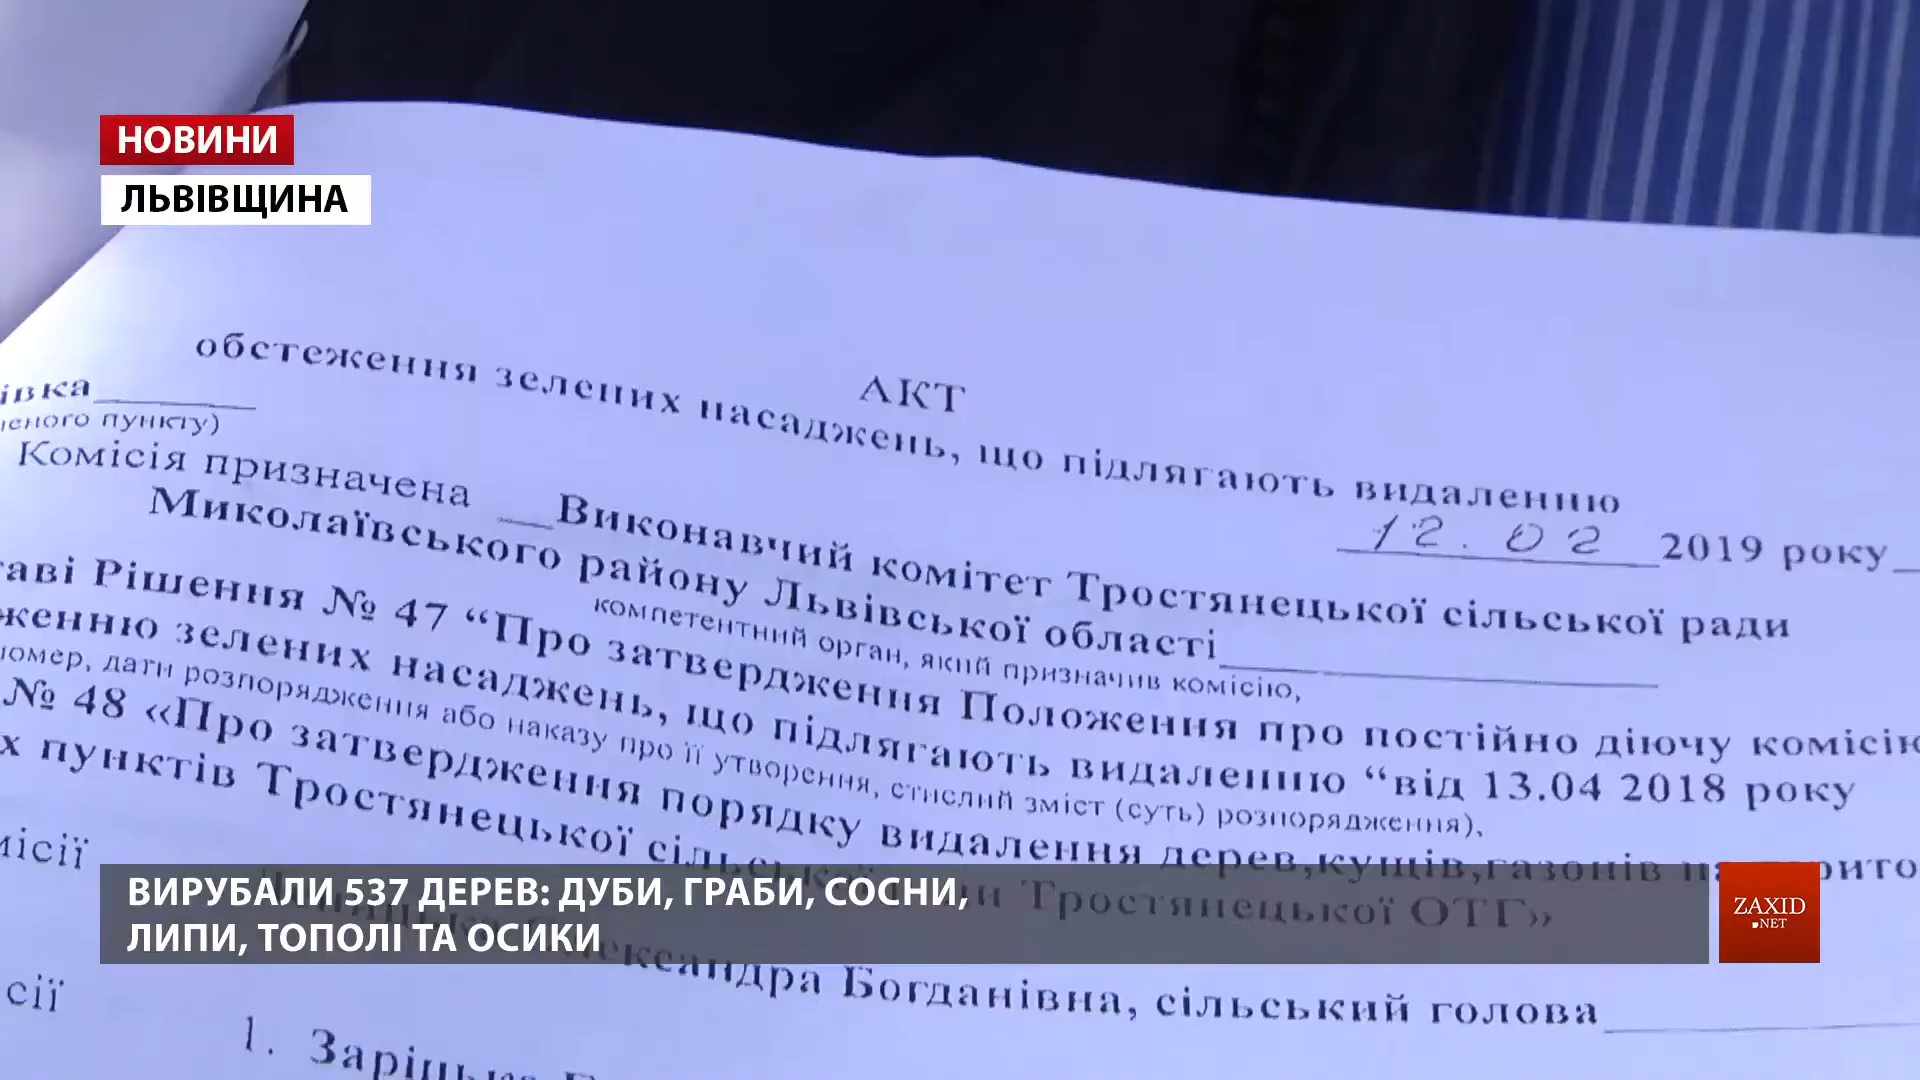 НОВИНИ
ЛЬВІВЩИНА
АКТ
обстеження зелених насаджень, що підлягають видаленню
івка
еного пункту)
12.02 2019 року
Комісія призначена Виконавчий комітет Тростянецької сільської ради
Миколаївського району Львівської області
компетентний орган, який призначив комісію,
таві Рішення № 47 “Про затвердження Положення про постійно діючу комісію
женню зелених насаджень, що підлягають видаленню “від 13.04 2018 року
номер, дати розпорядження або наказу про її утворення, стислий зміст (суть) розпорядження),
№ 48 «Про затвердження порядку видалення дерев,кущів,газонів
х пунктів Тростянецької сільської ради Тростянецької ОТГ»
місії
Олександра Богданівна, сільський голова
сії
1.
ВИРУБАЛИ 537 ДЕРЕВ: ДУБИ, ГРАБИ, СОСНИ,
ЛИПИ, ТОПОЛІ ТА ОСИКИ
ZAXID
.NET